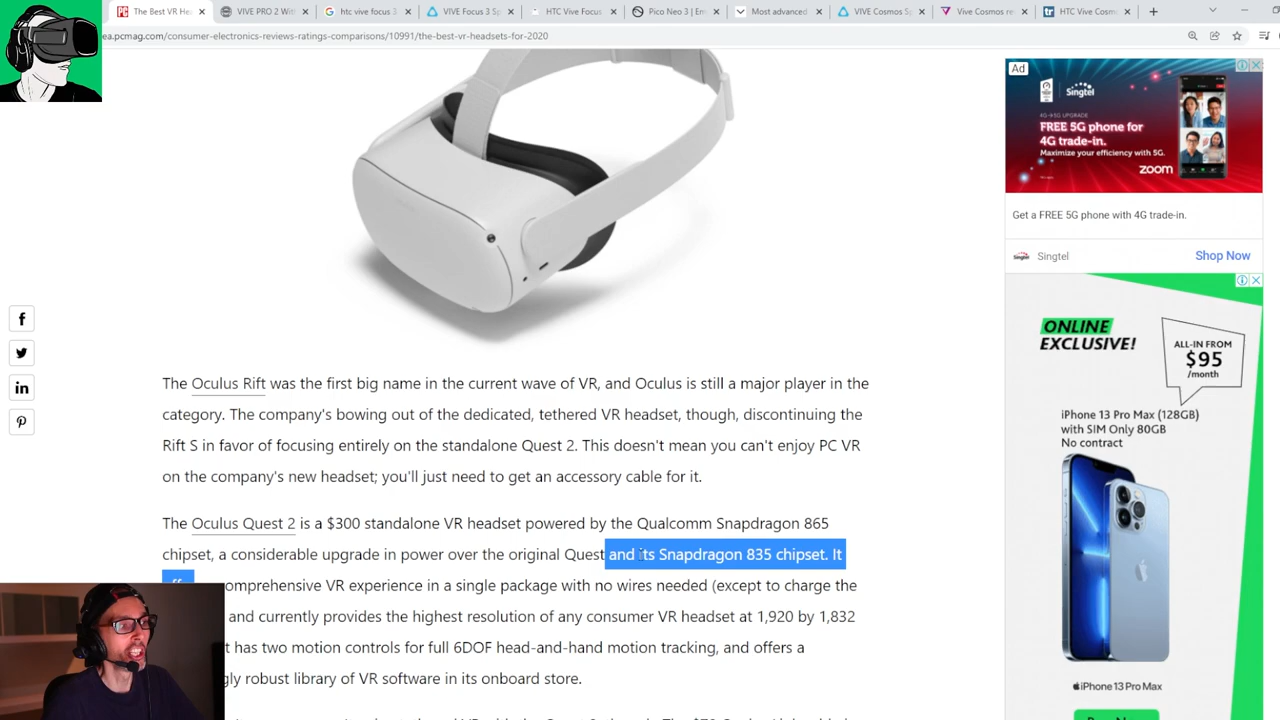 The Best VR He
VIVE PRO 2 Wit
htc vive focus 3
VIVE Focus 3 Sp
HTC Vive Focus
Pico Neo 3 | Em
Most advanced
VIVE Cosmos S
Vive Cosmos re
HTC Vive Cosm
ea.pcmag.com/consumer-electronics-reviews-ratings-comparisons/10991/the-best-vr-headsets-for-2020
The Oculus Rift was the first big name in the current wave of VR, and Oculus is still a major player in the
category. The company's bowing out of the dedicated, tethered VR headset, though, discontinuing the
Rift S in favor of focusing entirely on the standalone Quest 2. This doesn't mean you can't enjoy PC VR
on the company's new headset; you'll just need to get an accessory cable for it.
The Oculus Quest 2 is a $300 standalone VR headset powered by the Qualcomm Snapdragon 865
chipset, a considerable upgrade in power over the original Quest and its Snapdragon 835 chipset. It
omprehensive VR experience in a single package with no wires needed (except to charge the
and currently provides the highest resolution of any consumer VR headset at 1,920 by 1,832
t has two motion controls for full 6DOF head-and-hand motion tracking, and offers a
gly robust library of VR software in its onboard store.
Ad
Singtel
4G→5G UPGRADE
FREE 5G phone for
4G trade-in.
Maximize your efficiency with 5G.
zoom
Get a FREE 5G phone with 4G trade-in.
Singtel
Shop Now
ONLINE
EXCLUSIVE!
ALL-IN FROM
$95
/month
iPhone 13 Pro Max (128GB)
with SIM Only 80GB
No contract
iPhone 13 Pro Max